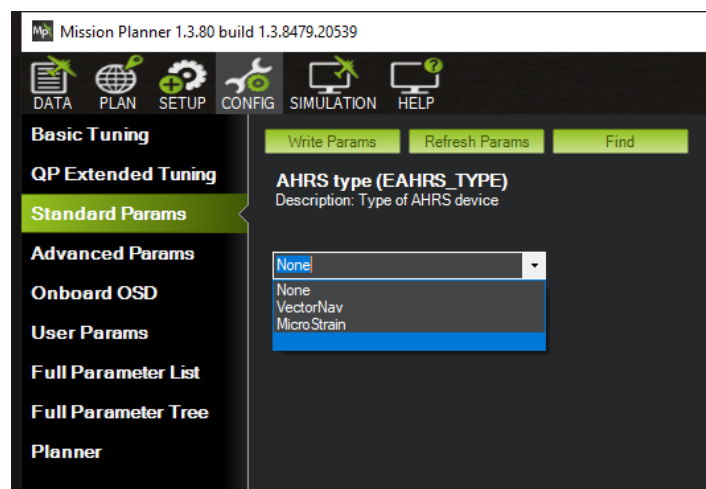 Mission Planner 1.3.80 build 1.3.8479.20539
DATA PLAN SETUP CONFIG SIMULATION HELP
Basic Tuning
QP Extended Tuning
Standard Params
Advanced Params
Onboard OSD
User Params
Full Parameter List
Full Parameter Tree
Planner
Write Params Refresh Params Find
AHRS type (EAHRS_TYPE)
Description: Type of AHRS device
None
None
VectorNav
MicroStrain